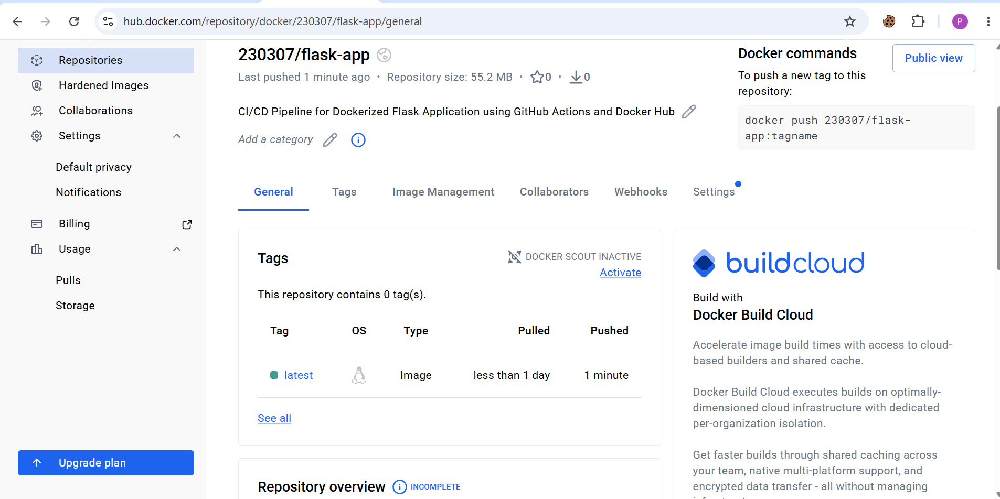 hub.docker.com/repository/docker/230307/flask-app/general
P
Repositories
Hardened Images
Collaborations
Settings
Default privacy
Notifications
Billing
Usage
Pulls
Storage
Upgrade plan
230307/flask-app
Last pushed 1 minute ago • Repository size: 55.2 MB • 0 • 0
CI/CD Pipeline for Dockerized Flask Application using GitHub Actions and Docker Hub
Add a category
Docker commands
Public view
To push a new tag to this
repository:
docker push 230307/flask-
app:tagname
General Tags Image Management Collaborators Webhooks Settings
Tags
DOCKER SCOUT INACTIVE
Activate
This repository contains 0 tag(s).
Tag OS Type Pulled Pushed
latest Image less than 1 day 1 minute
See all
Repository overview INCOMPLETE
buildcloud
Build with
Docker Build Cloud
Accelerate image build times with access to cloud-
based builders and shared cache.
Docker Build Cloud executes builds on optimally-
dimensioned cloud infrastructure with dedicated
per-organization isolation.
Get faster builds through shared caching across
your team, native multi-platform support, and
encrypted data transfer - all without managing